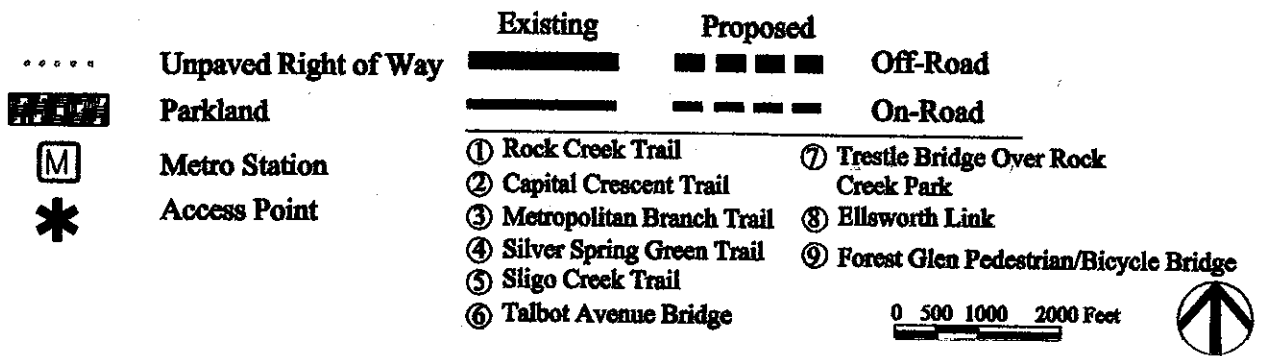 Existing Proposed
Unpaved Right of Way Off-Road
Parkland On-Road
M Metro Station
Access Point
① Rock Creek Trail
② Capital Crescent Trail
③ Metropolitan Branch Trail
④ Silver Spring Green Trail
⑤ Sligo Creek Trail
⑥ Talbot Avenue Bridge
⑦ Trestle Bridge Over Rock
Creek Park
⑧ Ellsworth Link
⑨ Forest Glen Pedestrian/Bicycle Bridge
0 500 1000 2000 Feet